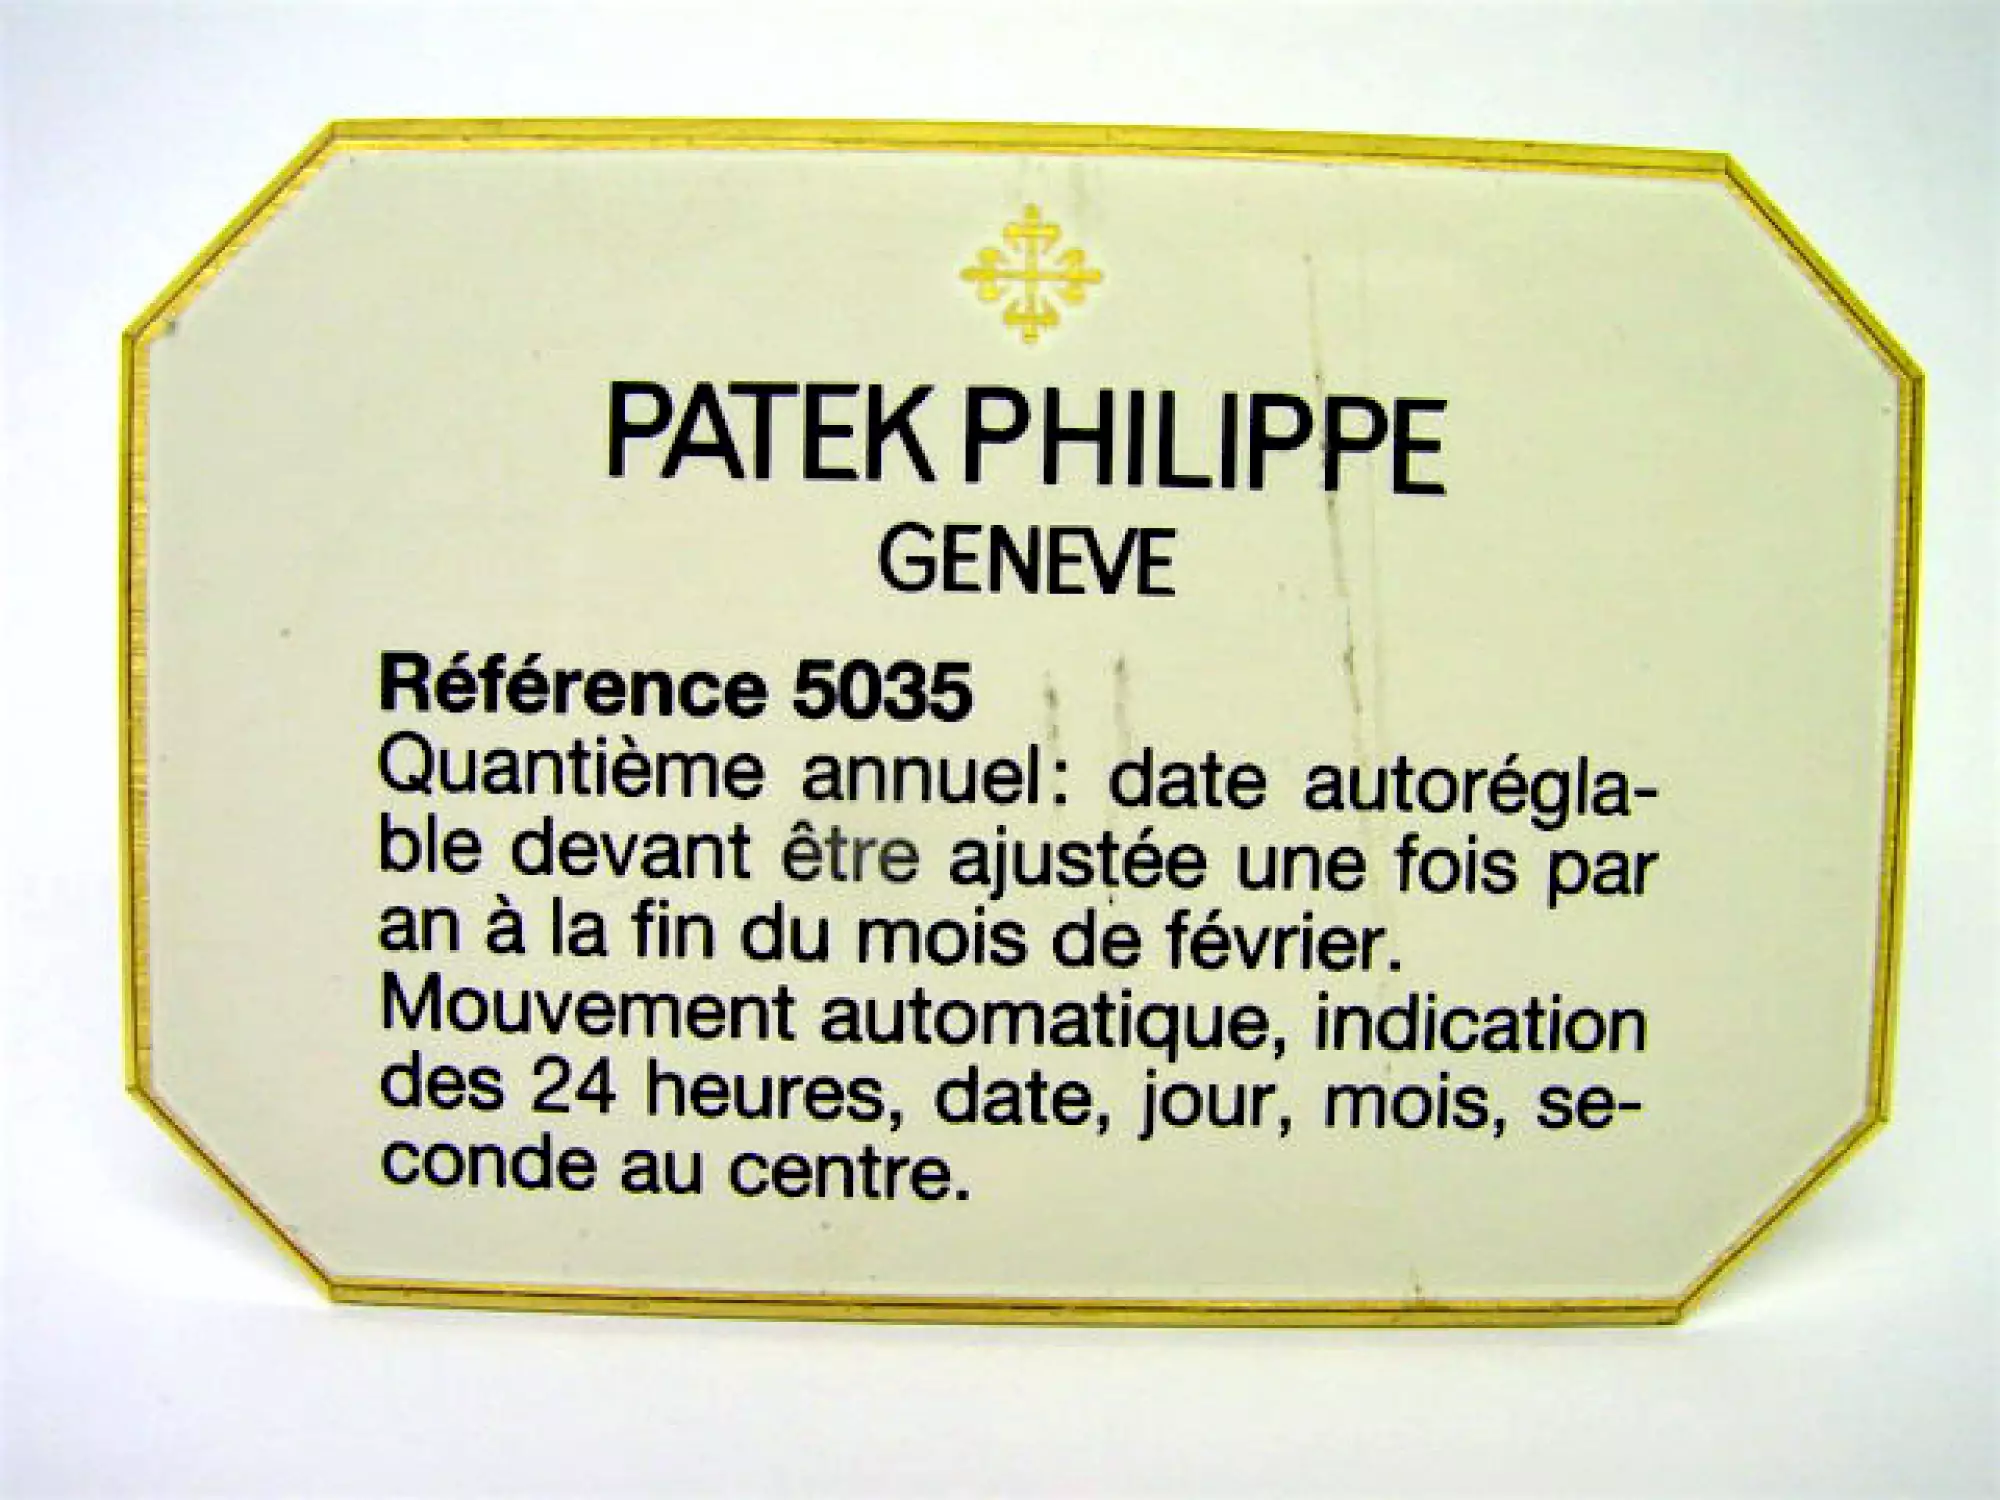 PATEK PHILIPPE
GENEVE
Référence 5035
Quantième annuel: date autorégla-
ble devant être ajustée une fois par
an à la fin du mois de février.
Mouvement automatique, indication
des 24 heures, date, jour, mois, se-
conde au centre.